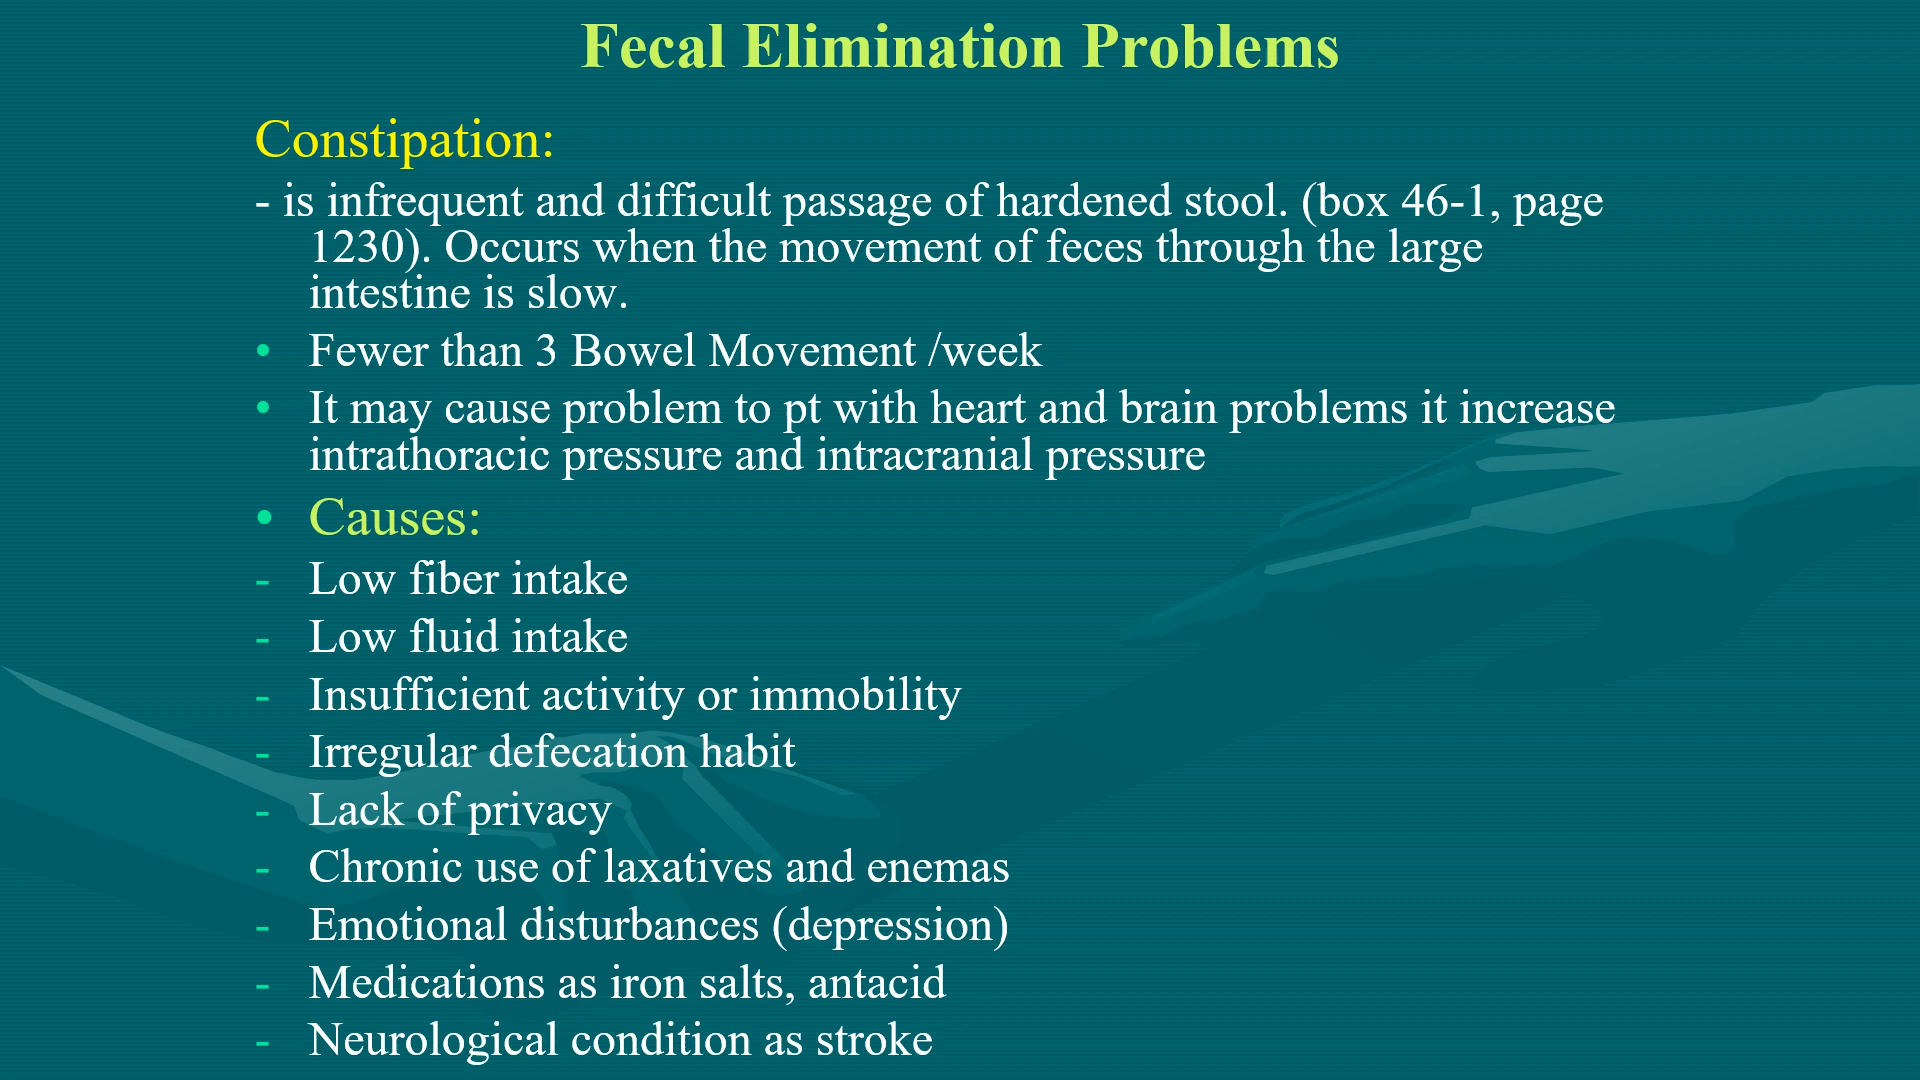 Fecal Elimination Problems
Constipation:
- is infrequent and difficult passage of hardened stool. (box 46-1, page
1230). Occurs when the movement of feces through the large
intestine is slow.
• Fewer than 3 Bowel Movement /week
• It may cause problem to pt with heart and brain problems it increase
intrathoracic pressure and intracranial pressure
• Causes:
- Low fiber intake
- Low fluid intake
- Insufficient activity or immobility
- Irregular defecation habit
- Lack of privacy
- Chronic use of laxatives and enemas
- Emotional disturbances (depression)
- Medications as iron salts, antacid
- Neurological condition as stroke